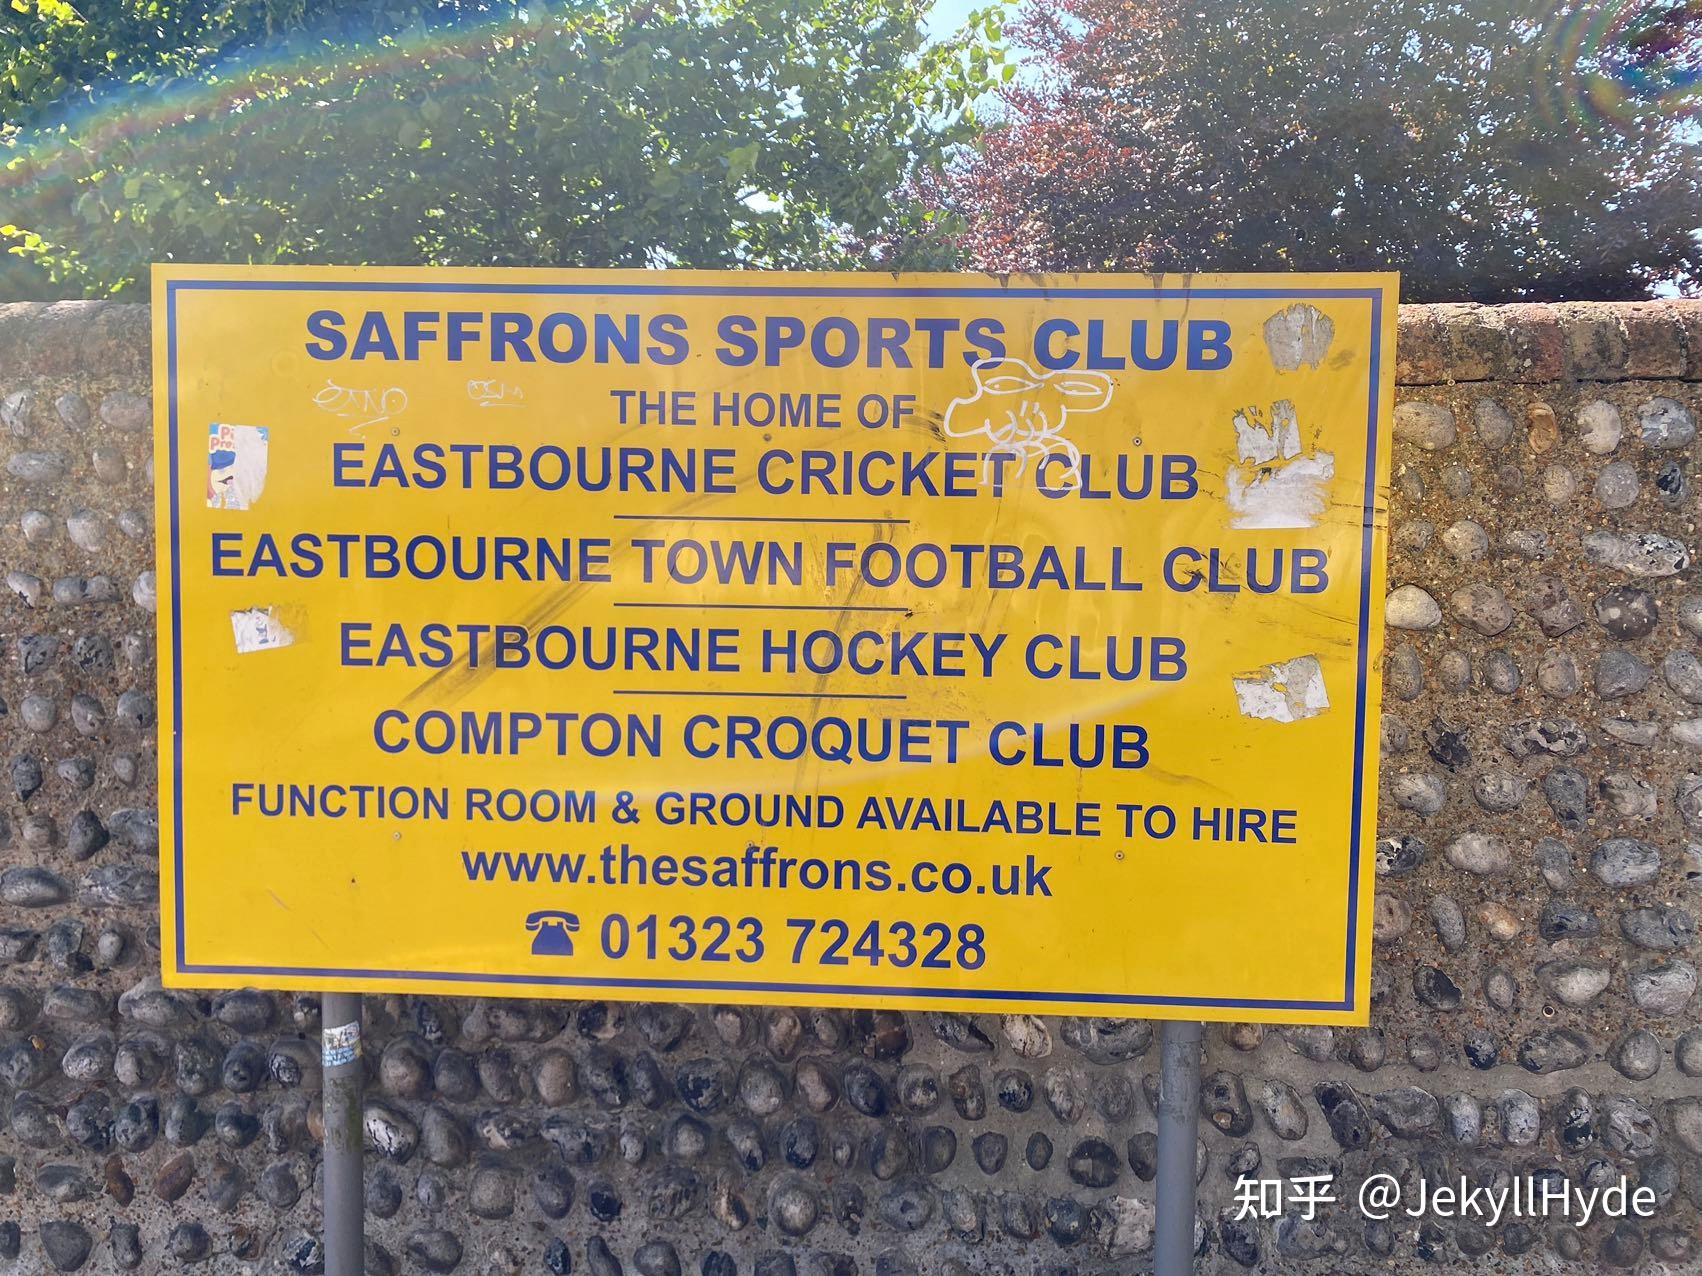 SAFFRONS SPORTS CLUB
THE HOME OF
EASTBOURNE CRICKET CLUB
EASTBOURNE TOWN FOOTBALL CLUB
EASTBOURNE HOCKEY CLUB
COMPTON CROQUET CLUB
FUNCTION ROOM & GROUND AVAILABLE TO HIRE
www.thesaffrons.co.uk
01323 724328
知乎 @JekyllHyde